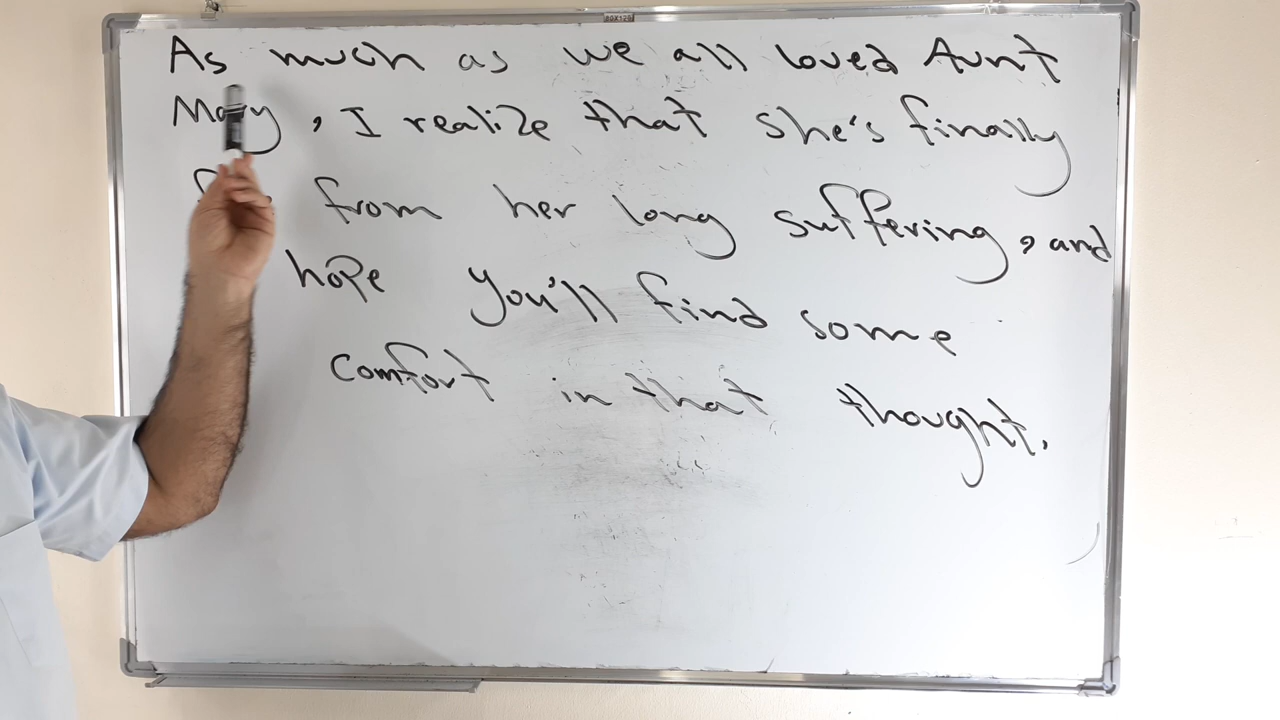 As much as we all loved Aunt
Mary, I realize that she's finally
from her long suffering, and
hope you'll find some
comfort in that thought.